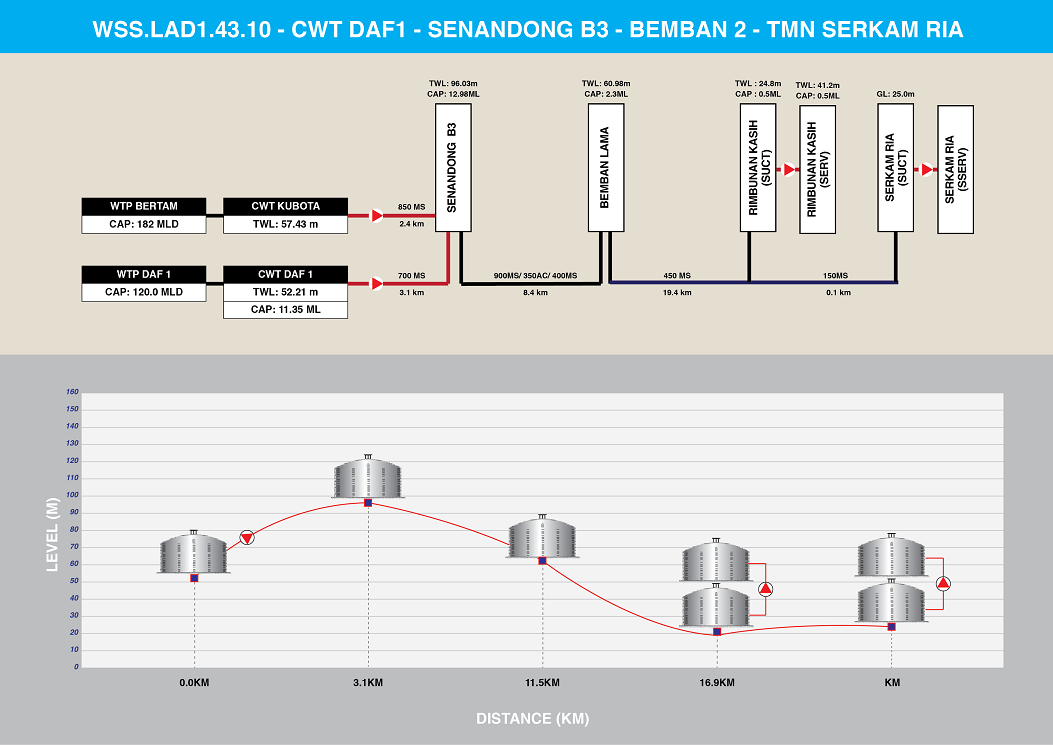 WSS.LAD1.43.10 - CWT DAF1 - SENANDONG B3 - BEMBAN 2 - TMN SERKAM RIA
TWL: 96.03m
CAP: 12.98ML
TWL: 60.98m
CAP: 2.3ML
TWL : 24.8m
CAP : 0.5ML
TWL: 41.2m
CAP: 0.5ML
GL: 25.0m
SENANDONG B3
BEMBAN LAMA
RIMBUNAN KASIH
(SUCT)
RIMBUNAN KASIH
(SERV)
SERKAM RIA
(SUCT)
SERKAM RIA
(SSERV)
WTP BERTAM
CAP: 182 MLD
CWT KUBOTA
TWL: 57.43 m
850 MS
2.4 km
WTP DAF 1
CAP: 120.0 MLD
CWT DAF 1
TWL: 52.21 m
CAP: 11.35 ML
700 MS
3.1 km
900MS/ 350AC/ 400MS
8.4 km
450 MS
19.4 km
150MS
0.1 km
LEVEL (M)
160
150
140
130
120
110
100
90
80
70
60
50
40
30
20
10
0
0.0KM
3.1KM
11.5KM
16.9KM
KM
DISTANCE (KM)